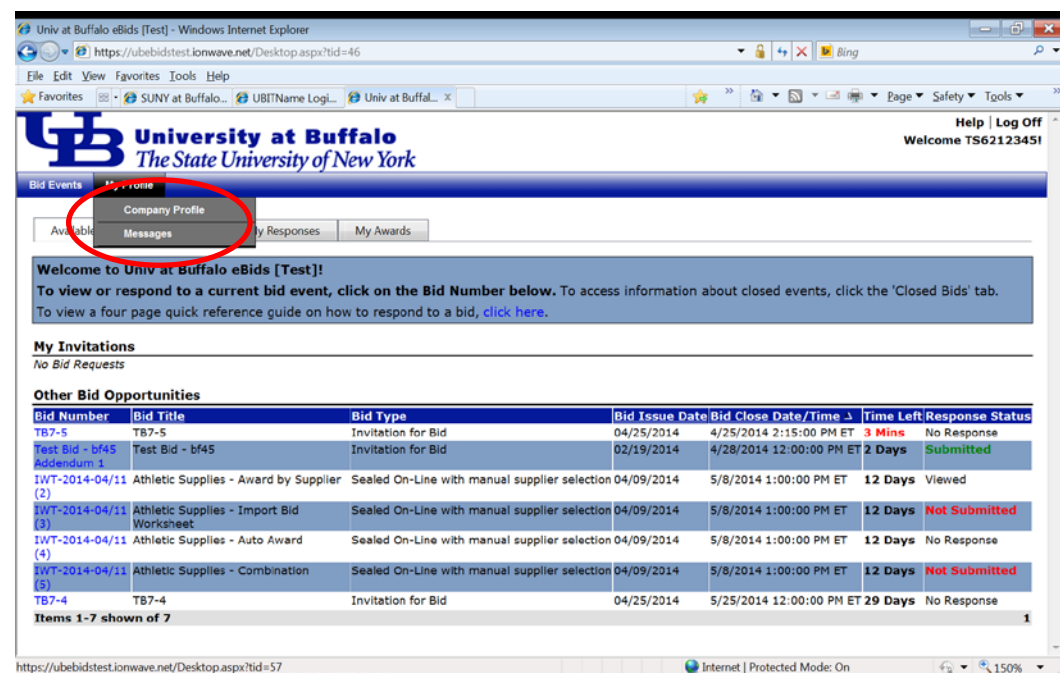 Univ at Buffalo eBids [Test] - Windows Internet Explorer
https://ubebidstest.ionwave.net/Desktop.aspx?tid=46 Bing
File Edit View Favorites Tools Help
Favorites SUNY at Buffalo... UBITName Logi... Univ at Buffal... X Page Safety Tools
Help | Log Off
Welcome TS6212345!
UB University at Buffalo
The State University of New York
Bid Events My Profile
Company Profile
Messages
Available My Responses My Awards
Welcome to Univ at Buffalo eBids [Test]!
To view or respond to a current bid event, click on the Bid Number below. To access information about closed events, click the 'Closed Bids' tab.
To view a four page quick reference guide on how to respond to a bid, click here.
My Invitations
No Bid Requests
Other Bid Opportunities
Bid Number Bid Title Bid Type Bid Issue Date Bid Close Date/Time Time Left Response Status
TB7-5 TB7-5 Invitation for Bid 04/25/2014 4/25/2014 2:15:00 PM ET 3 Mins No Response
Test Bid - bf45 Test Bid - bf45 Invitation for Bid 02/19/2014 4/28/2014 12:00:00 PM ET 2 Days Submitted
Addendum 1
IWT-2014-04/11 Athletic Supplies - Award by Supplier Sealed On-Line with manual supplier selection 04/09/2014 5/8/2014 1:00:00 PM ET 12 Days Viewed
(2)
IWT-2014-04/11 Athletic Supplies - Import Bid Sealed On-Line with manual supplier selection 04/09/2014 5/8/2014 1:00:00 PM ET 12 Days Not Submitted
(3) Worksheet
IWT-2014-04/11 Athletic Supplies - Auto Award Sealed On-Line with manual supplier selection 04/09/2014 5/8/2014 1:00:00 PM ET 12 Days No Response
(4)
IWT-2014-04/11 Athletic Supplies - Combination Sealed On-Line with manual supplier selection 04/09/2014 5/8/2014 1:00:00 PM ET 12 Days Not Submitted
(5)
TB7-4 TB7-4 Invitation for Bid 04/25/2014 5/25/2014 12:00:00 PM ET 29 Days No Response
Items 1-7 shown of 7 1
https://ubebidstest.ionwave.net/Desktop.aspx?tid=57 Internet | Protected Mode: On 150%